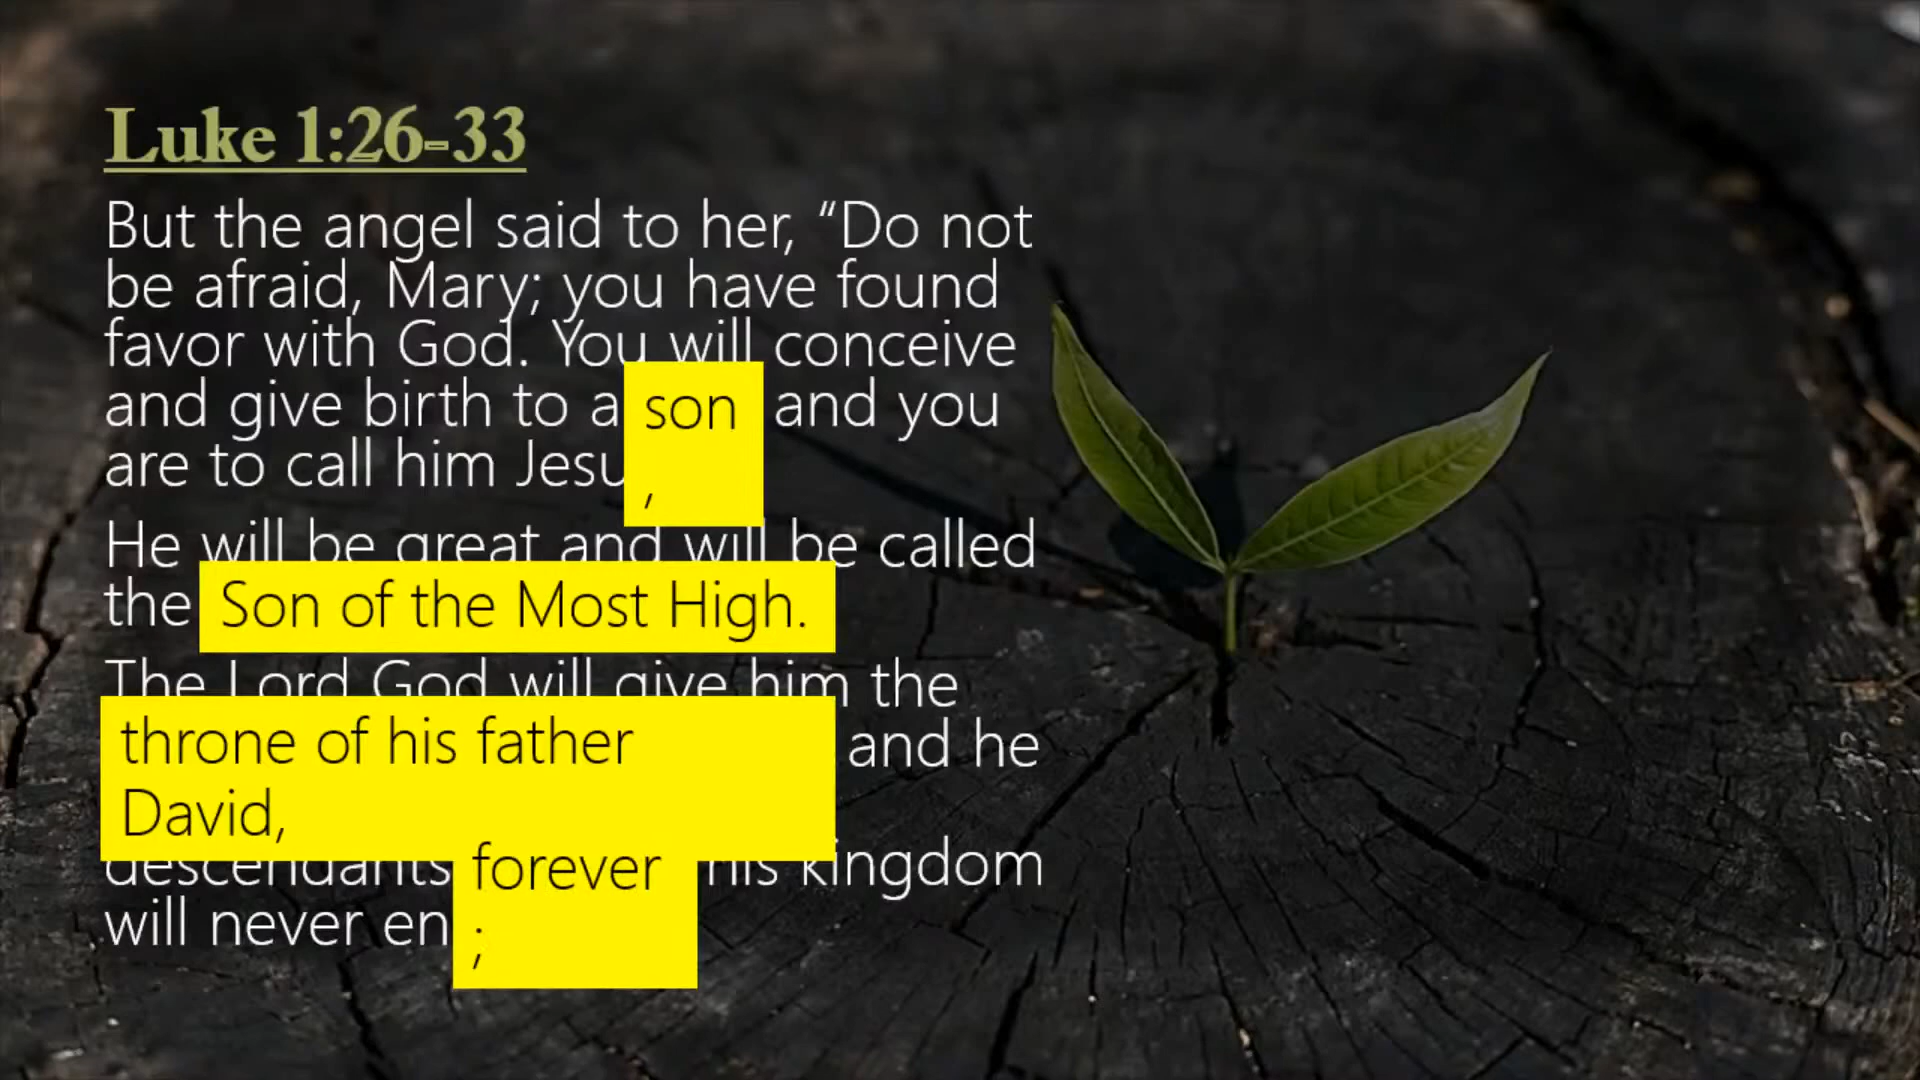 Luke 1:26-33
But the angel said to her, “Do not
be afraid, Mary; you have found
favor with God. You will conceive
and give birth to a son and you
are to call him Jesu
,
He will be great and will be called
the Son of the Most High.
The Lord God will give him the
throne of his father and he
David,
descendants forever his kingdom
will never en
;